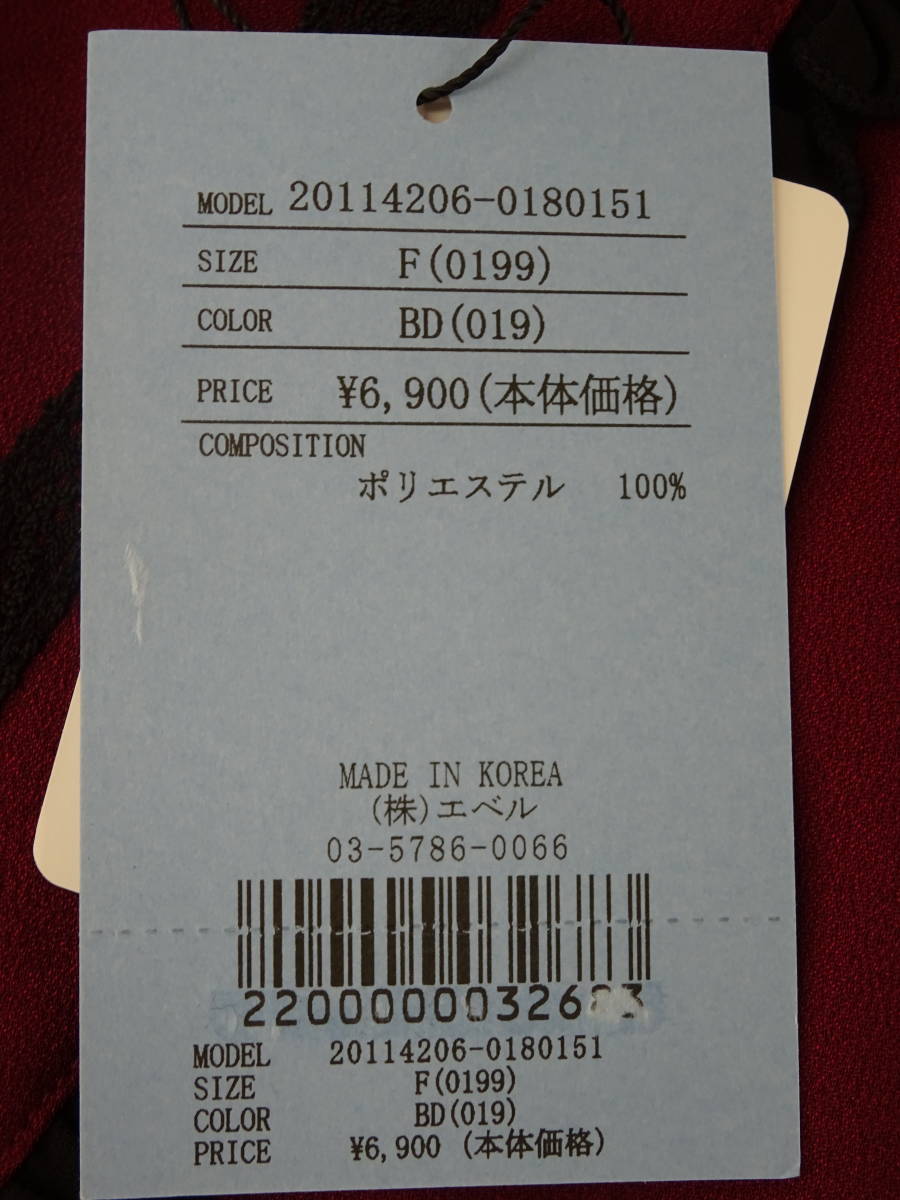 MODEL 20114206-0180151
SIZE F(0199)
COLOR BD(019)
PRICE ¥6,900(本体価格)
COMPOSITION
ポリエステル 100%
MADE IN KOREA
(株)エベル
03-5786-0066
2200000032683
MODEL 20114206-0180151
SIZE F(0199)
COLOR BD(019)
PRICE ¥6,900 (本体価格)